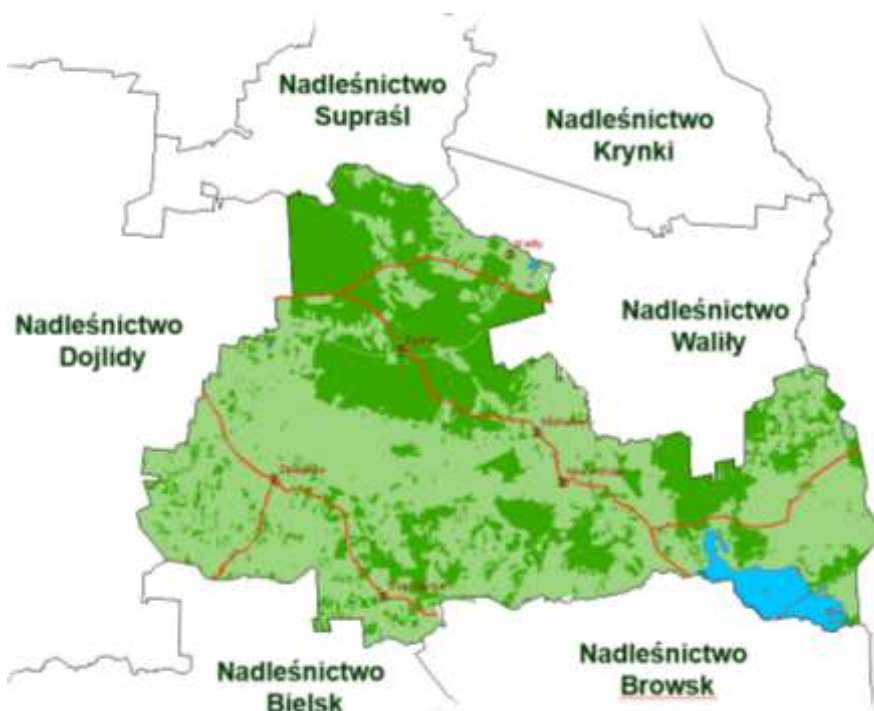 Nadleśnictwo
Supraśl
Nadleśnictwo
Krynki
Nadleśnictwo
Dojlidy
Nadleśnictwo
Waliły
Nadleśnictwo
Bielsk
Nadleśnictwo
Browsk